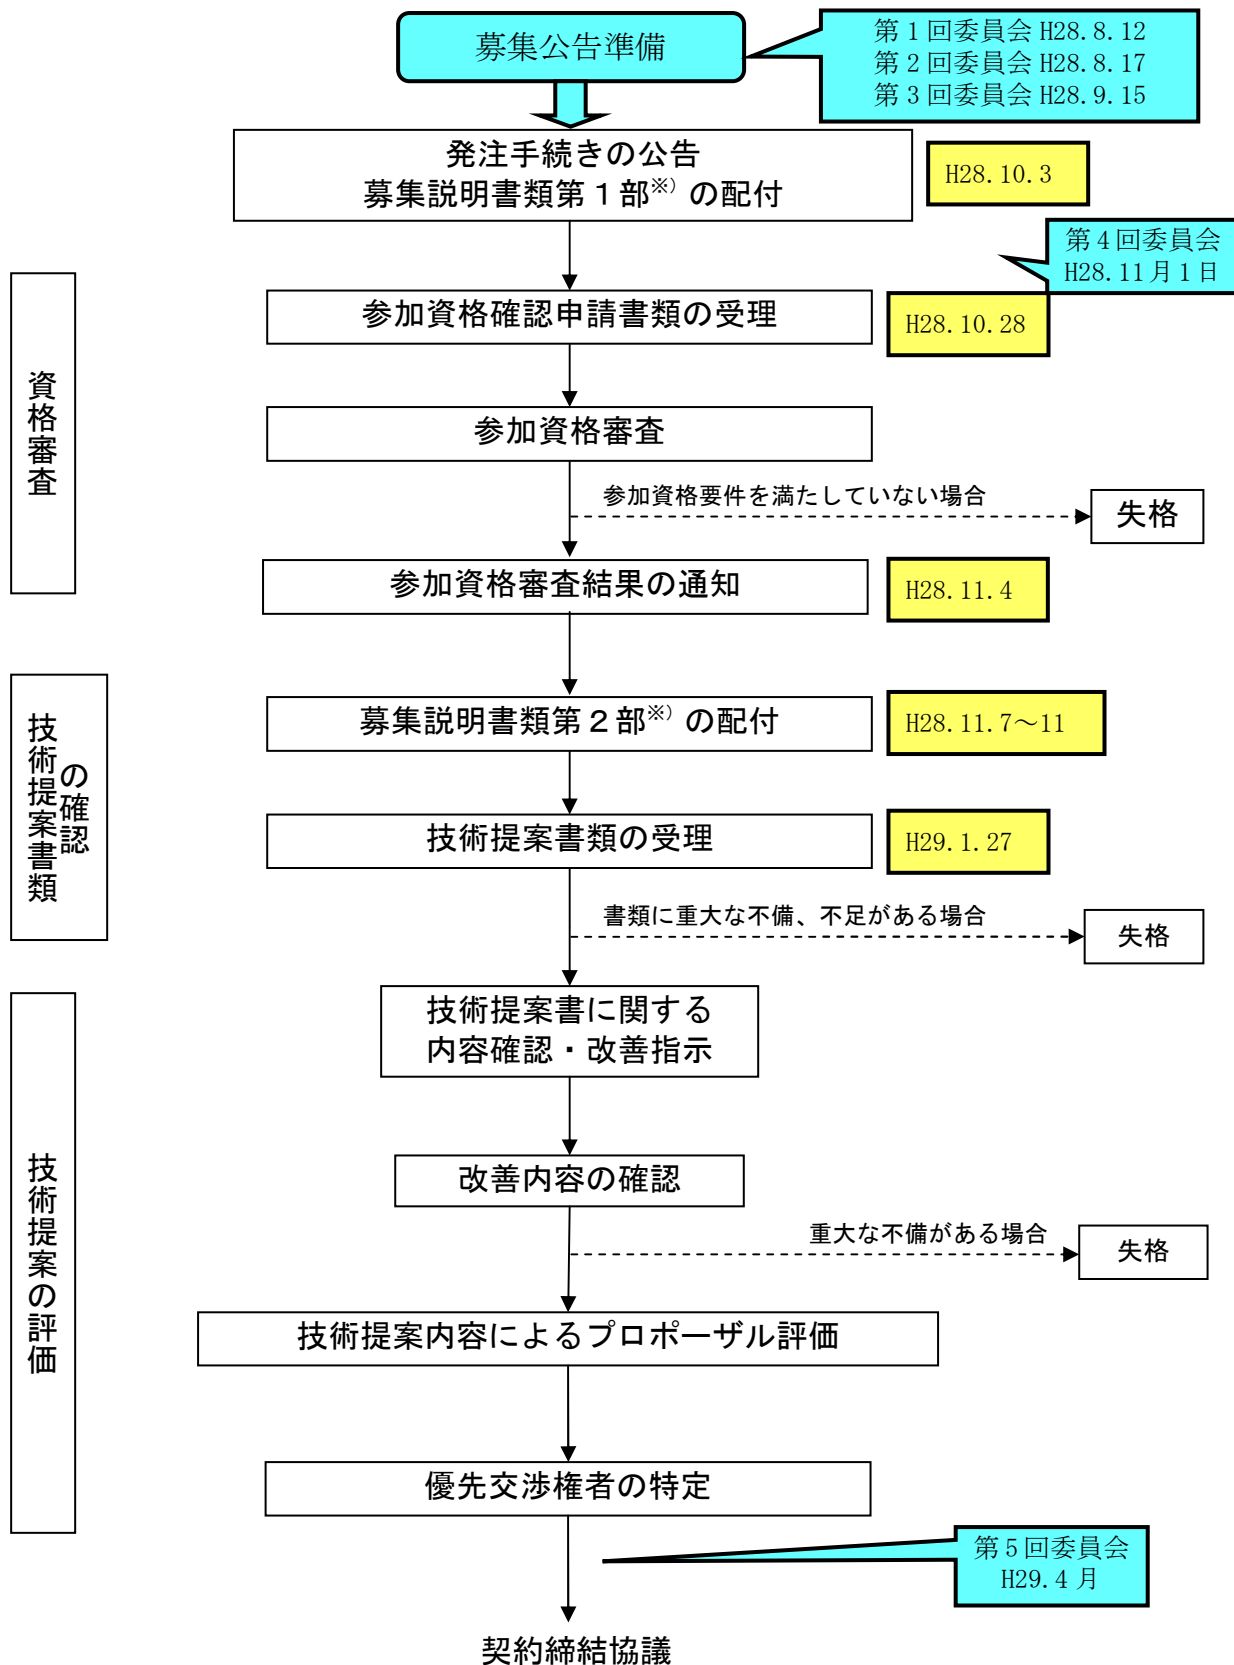 募集公告準備
第１回委員会 H28.8.12
第２回委員会 H28.8.17
第３回委員会 H28.9.15
発注手続きの公告
募集説明書類第１部※）の配付
H28.10.3
第４回委員会
H28.11月１日
資格審査
参加資格確認申請書類の受理
H28.10.28
参加資格審査
参加資格要件を満たしていない場合
失格
参加資格審査結果の通知
H28.11.4
技術提案書類
の確認
募集説明書類第２部※）の配付
H28.11.7～11
技術提案書類の受理
H29.1.27
書類に重大な不備、不足がある場合
失格
技術提案の評価
技術提案書に関する
内容確認・改善指示
改善内容の確認
重大な不備がある場合
失格
技術提案内容によるプロポーザル評価
優先交渉権者の特定
第５回委員会
H29.4月
契約締結協議